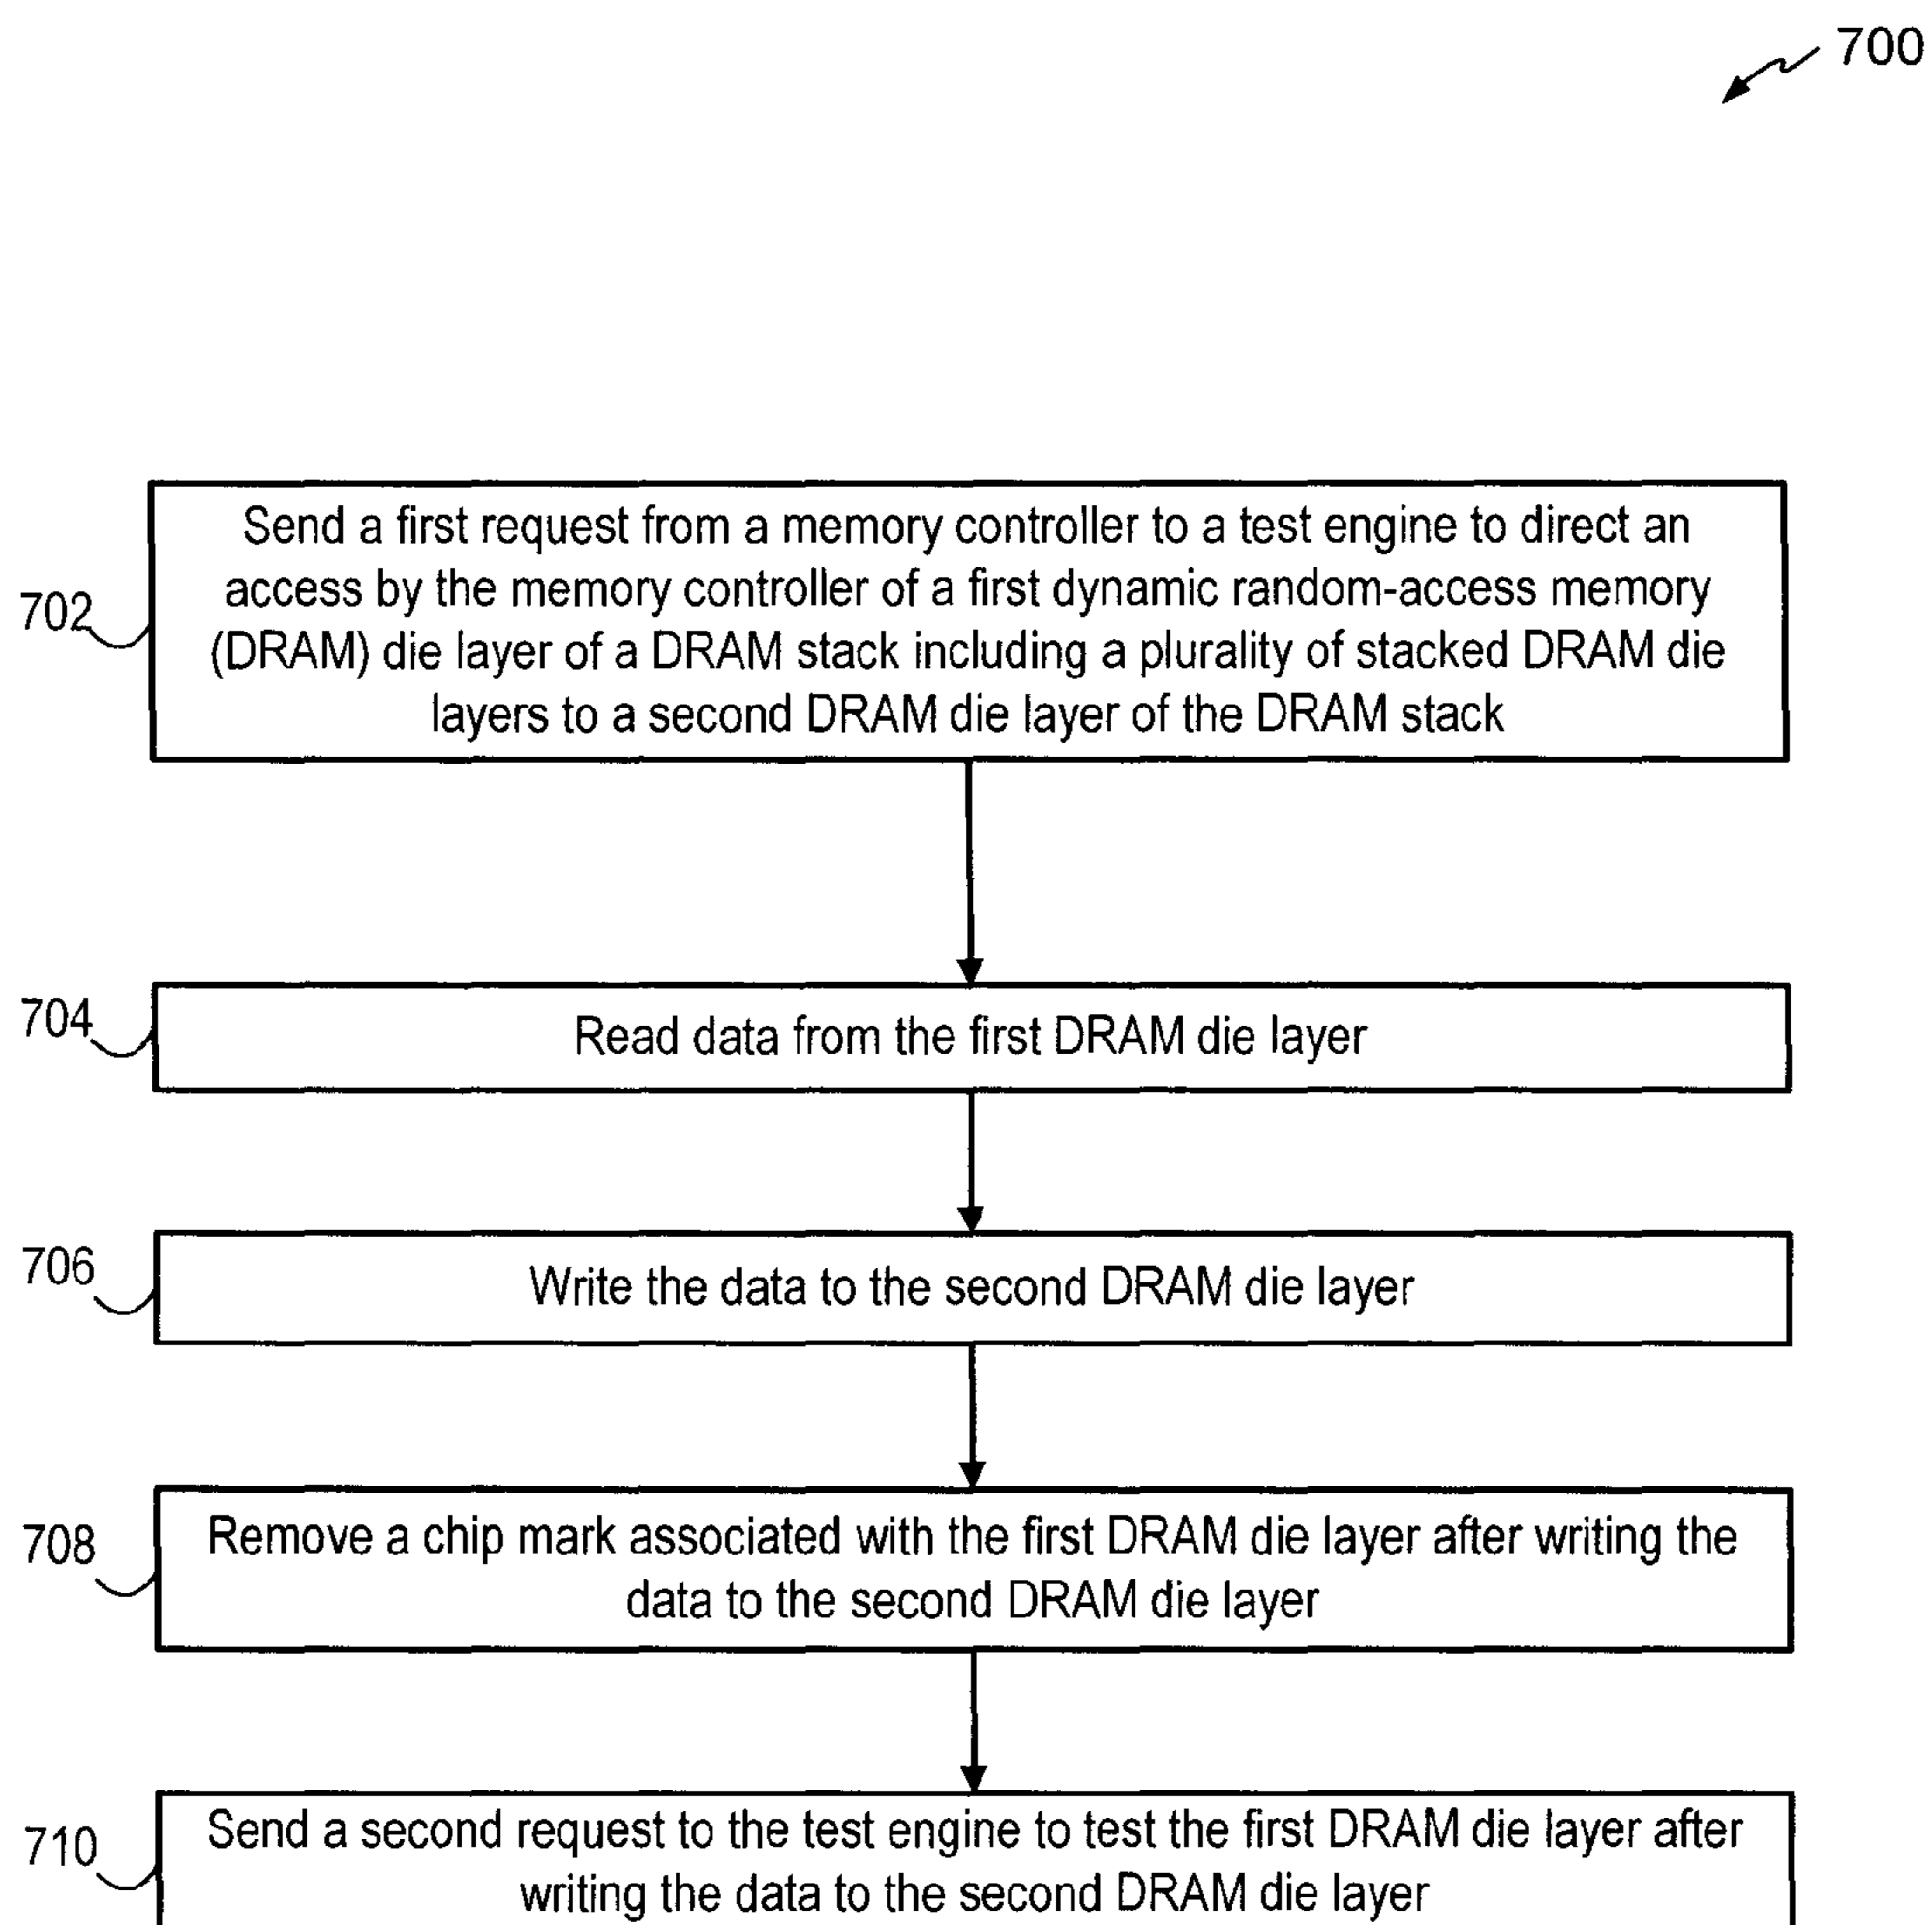 700
Send a first request from a memory controller to a test engine to direct an
access by the memory controller of a first dynamic random-access memory
702
(DRAM) die layer of a DRAM stack including a plurality of stacked DRAM die
layers to a second DRAM die layer of the DRAM stack
704
Read data from the first DRAM die layer
706
Write the data to the second DRAM die layer
708
Remove a chip mark associated with the first DRAM die layer after writing the
data to the second DRAM die layer
710
Send a second request to the test engine to test the first DRAM die layer after
writing the data to the second DRAM die layer